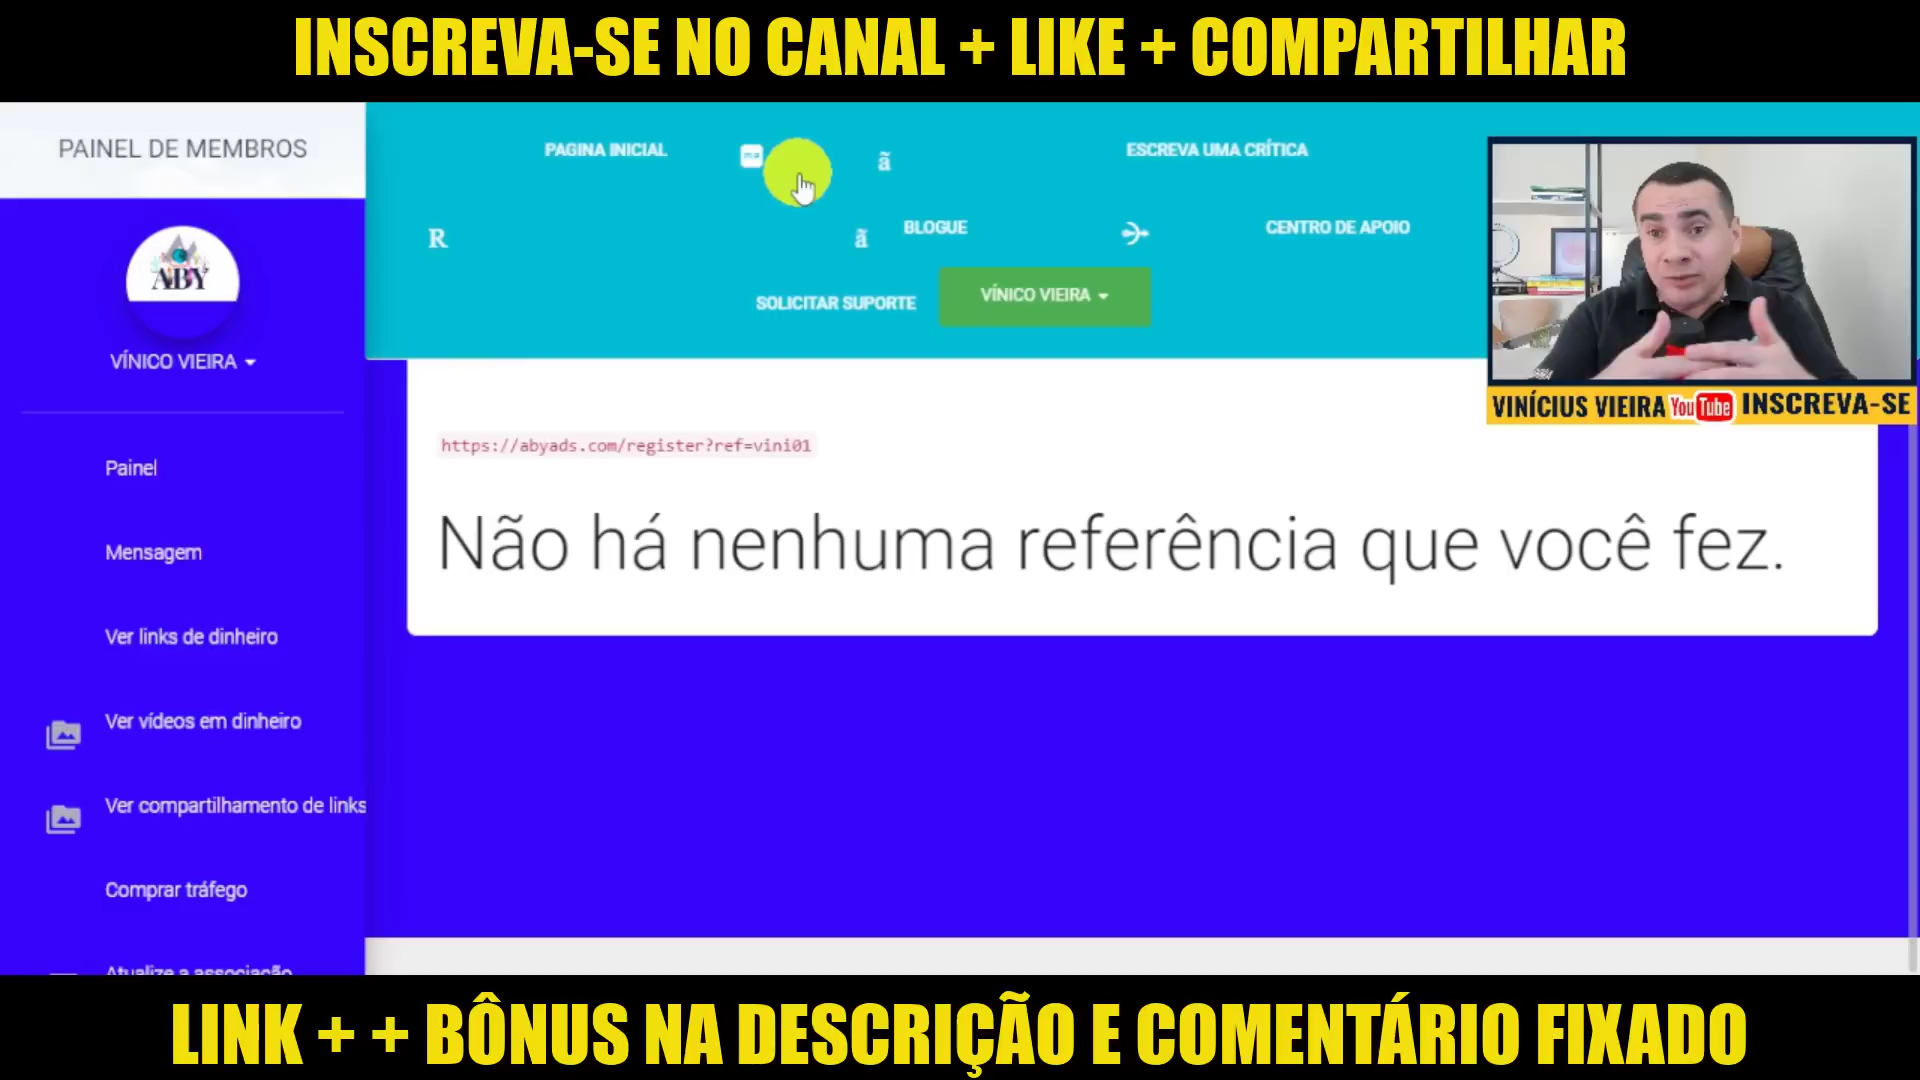 INSCREVA-SE NO CANAL + LIKE + COMPARTILHAR
PAINEL DE MEMBROS
ABY
VÍNICO VIEIRA
Painel
Mensagem
Ver links de dinheiro
Ver vídeos em dinheiro
Ver compartilhamento de links
Comprar tráfego
Atualize a associação
PAGINA INICIAL
ã
ESCREVA UMA CRÍTICA
R
ã
BLOGUE
CENTRO DE APOIO
SOLICITAR SUPORTE
VÍNICO VIEIRA
VINÍCIUS VIEIRA YouTube INSCREVA-SE
https://abyads.com/register?ref=vini01
Não há nenhuma referência que você fez.
LINK + + BÔNUS NA DESCRIÇÃO E COMENTÁRIO FIXADO